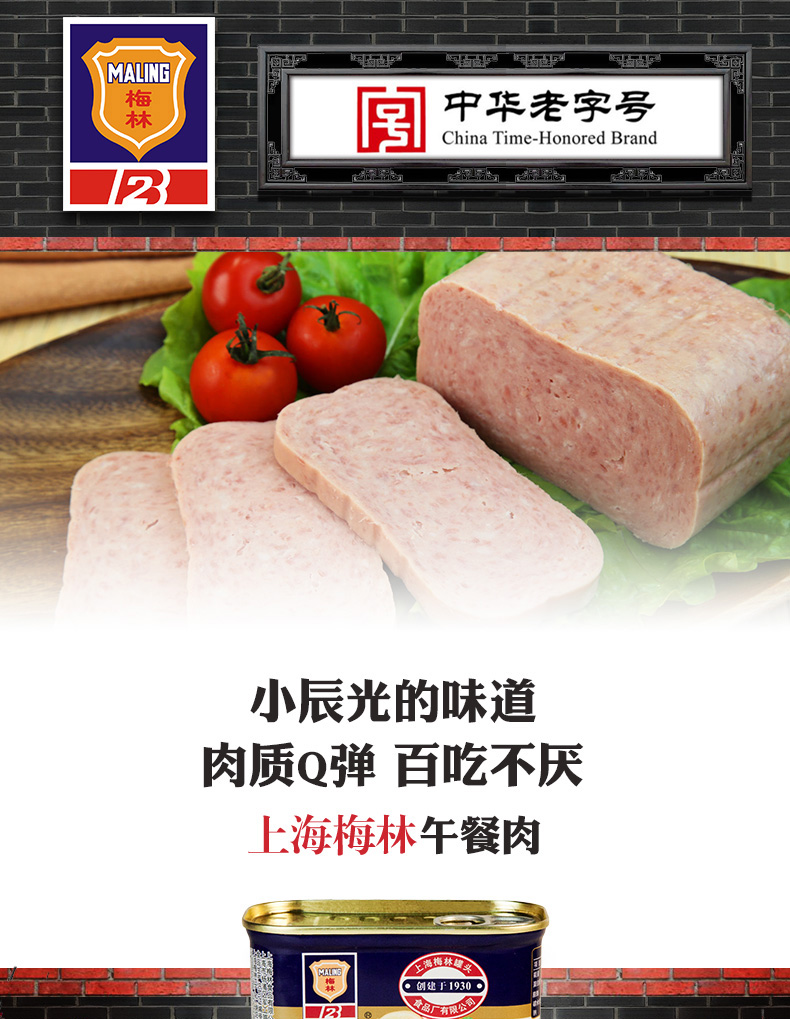 MALING
梅
林
B2
中华老字号
China Time-Honored Brand
小辰光的味道
肉质Q弹 百吃不厌
上海梅林午餐肉
MALING
梅
林
上海梅林罐头
创建于1930
食品厂有限公司
®